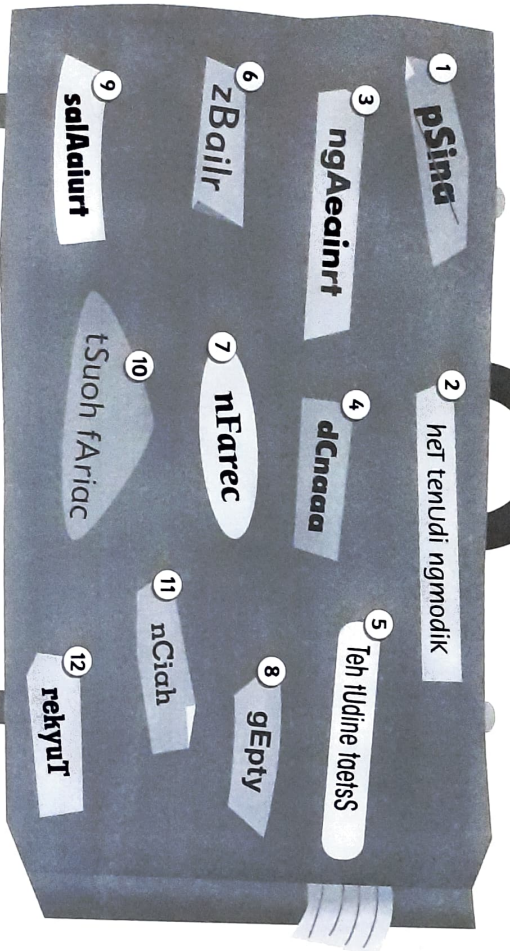 1 pSina
2 heT tenUdi ngmodiK
3 ngAeainrt
4 dCnaaa
5 Teh tUdine taetsS
6 zBailr
7 nFarec
8 gEpty
9 salAaiurt
10 tSuoh fAriac
11 nCiah
12 rekyuT